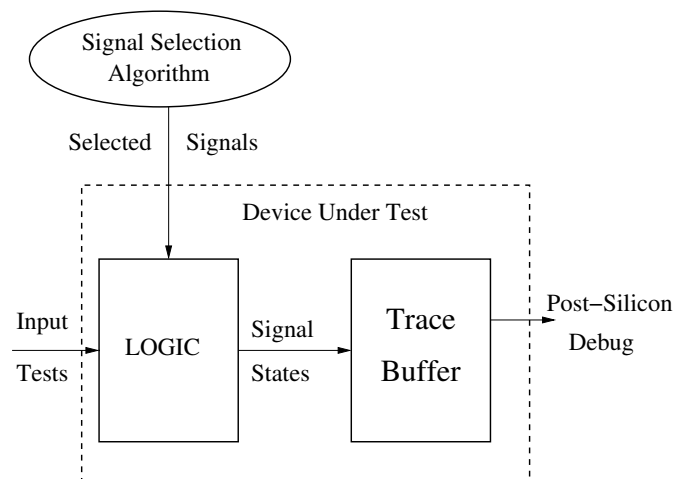 Signal Selection
Algorithm
Selected Signals
Device Under Test
Input
Tests
LOGIC
Signal
States
Trace
Buffer
Post−Silicon
Debug